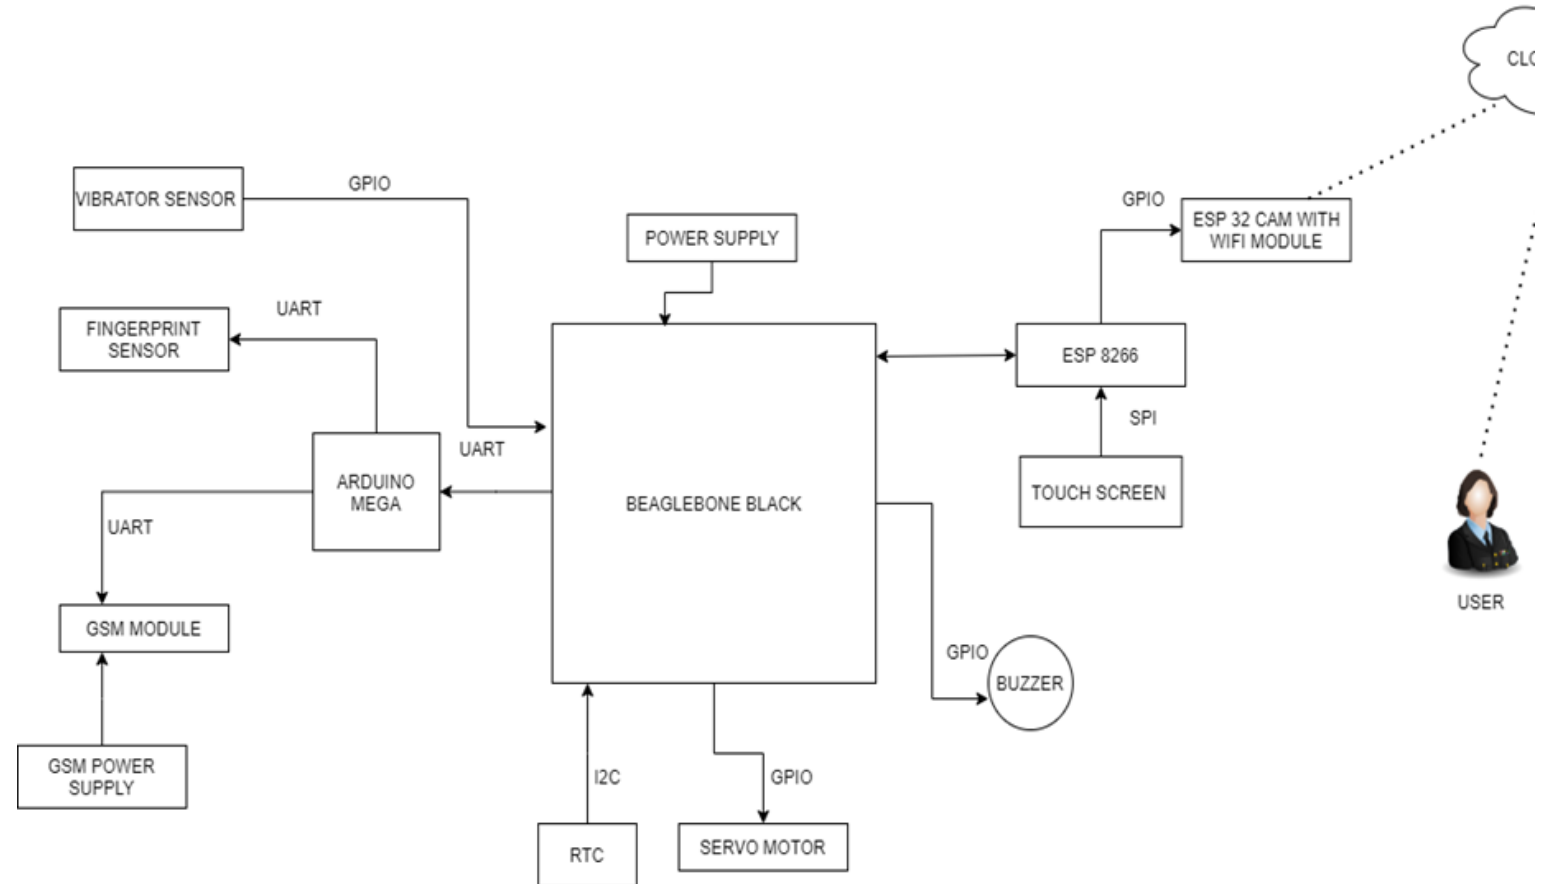 CLO
VIBRATOR SENSOR
GPIO
GPIO
ESP 32 CAM WITH
WIFI MODULE
POWER SUPPLY
UART
FINGERPRINT
SENSOR
ESP 8266
SPI
UART
ARDUINO
MEGA
BEAGLEBONE BLACK
TOUCH SCREEN
UART
USER
GSM MODULE
GPIO
BUZZER
GSM POWER
SUPPLY
I2C
GPIO
RTC
SERVO MOTOR